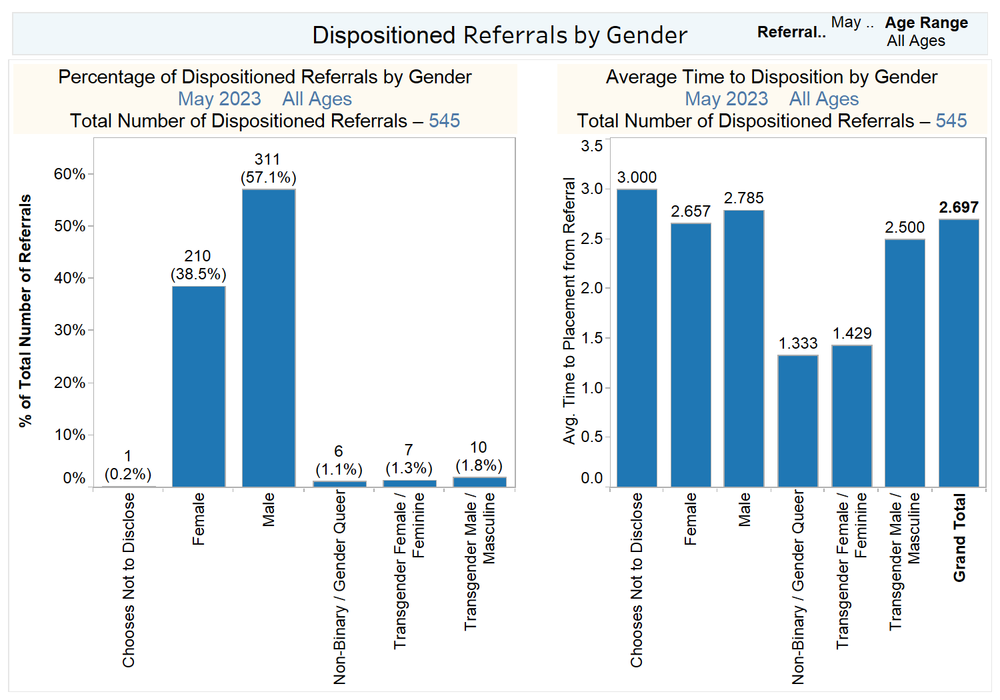 Dispositioned Referrals by Gender
Referral..
May ..
Age Range
All Ages
Percentage of Dispositioned Referrals by Gender
May 2023 All Ages
Total Number of Dispositioned Referrals – 545
% of Total Number of Referrals
60%
50%
40%
30%
20%
10%
0%
1
(0.2%)
210
(38.5%)
311
(57.1%)
6
(1.1%)
7
(1.3%)
10
(1.8%)
Chooses Not to Disclose
Female
Male
Non-Binary / Gender Queer
Transgender Female /
Feminine
Transgender Male /
Masculine
Average Time to Disposition by Gender
May 2023 All Ages
Total Number of Dispositioned Referrals – 545
Avg. Time to Placement from Referral
3.5
3.0
2.5
2.0
1.5
1.0
0.5
0.0
3.000
2.657
2.785
1.333
1.429
2.500
2.697
Chooses Not to Disclose
Female
Male
Non-Binary / Gender Queer
Transgender Female /
Feminine
Transgender Male /
Masculine
Grand Total